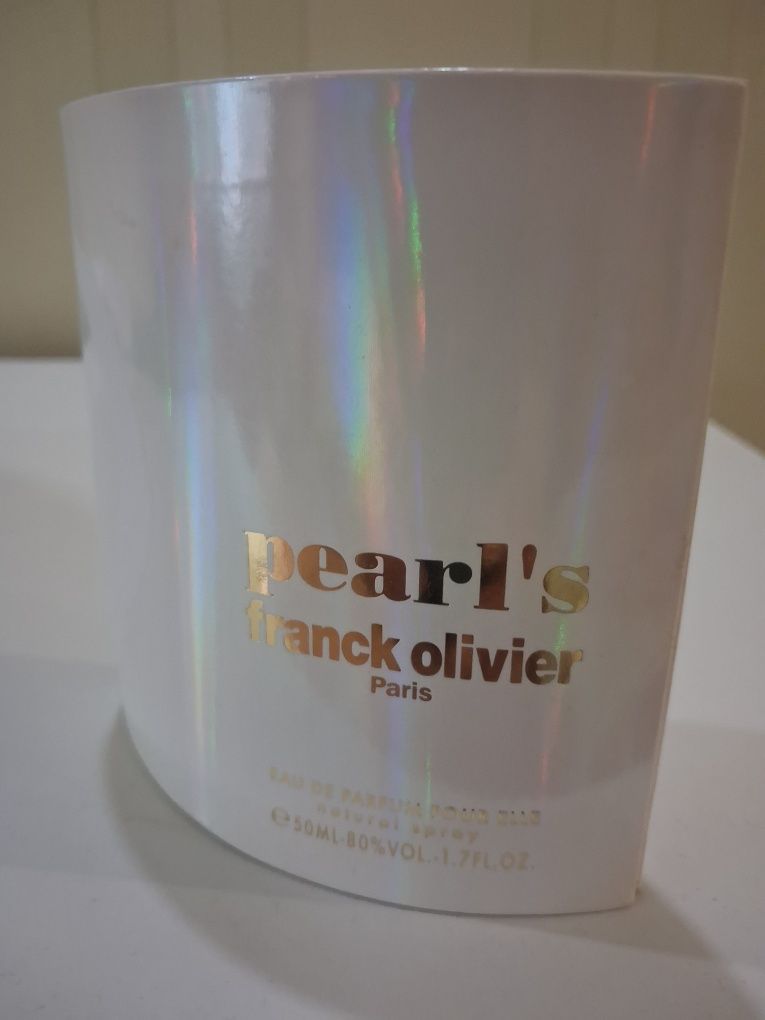 pearl's
franck olivier
Paris
EAU DE PARFUM POUR ELLE
natural spray
℮50ML-80%VOL.-1.7FL.OZ.